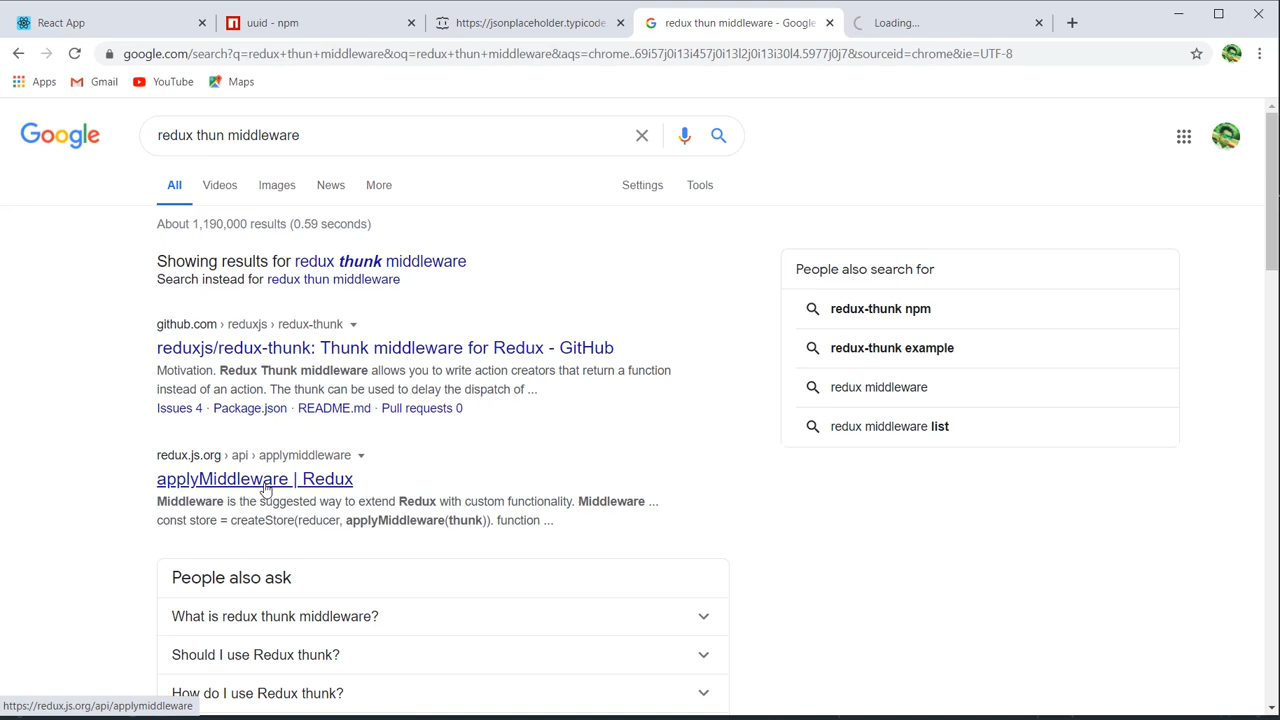 React App
uuid - npm
https://jsonplaceholder.typicode
redux thun middleware - Google
Loading...
google.com/search?q=redux+thun+middleware&oq=redux+thun+middleware&aqs=chrome..69i57j0i13i457j0i13l2j0i13i30l4.5977j0j7&sourceid=chrome&ie=UTF-8
Apps
Gmail
YouTube
Maps
Google
redux thun middleware
All
Videos
Images
News
More
Settings
Tools
About 1,190,000 results (0.59 seconds)
Showing results for redux thunk middleware
Search instead for redux thun middleware
github.com › reduxjs › redux-thunk
reduxjs/redux-thunk: Thunk middleware for Redux - GitHub
Motivation. Redux Thunk middleware allows you to write action creators that return a function
instead of an action. The thunk can be used to delay the dispatch of ...
Issues 4 · Package.json · README.md · Pull requests 0
redux.js.org › api › applymiddleware
applyMiddleware | Redux
Middleware is the suggested way to extend Redux with custom functionality. Middleware ...
const store = createStore(reducer, applyMiddleware(thunk)). function ...
People also ask
What is redux thunk middleware?
Should I use Redux thunk?
How do I use Redux thunk?
People also search for
redux-thunk npm
redux-thunk example
redux middleware
redux middleware list
https://redux.js.org/api/applymiddleware